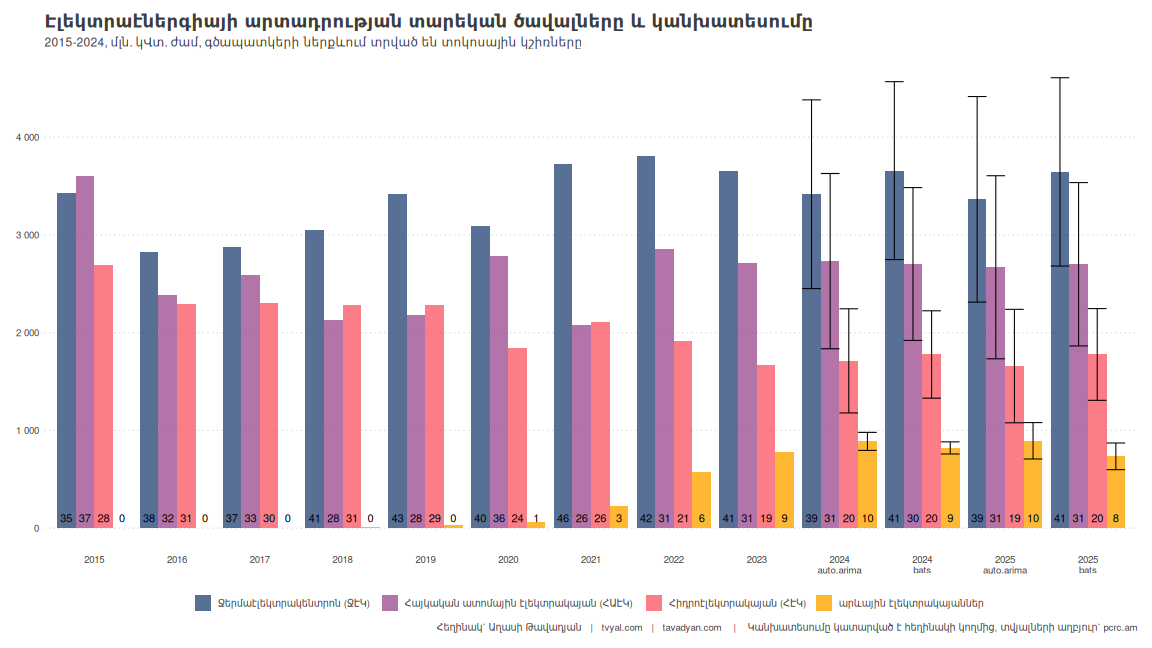 Էլեկտրաէներգիայի արտադրության տարեկան ծավալները և կանխատեսումը
2015-2024, մլն. կՎտ. ժամ, գծապատկերի ներքևում տրված են տոկոսային կշիռները
4 000
3 000
2 000
1 000
0
35 37 28 0 38 32 31 0 37 33 30 0 41 28 31 0 43 28 29 0 40 36 24 1 46 26 26 3 42 31 21 6 41 31 19 9 39 31 20 10 41 30 20 9 39 31 19 10 41 31 20 8
2015 2016 2017 2018 2019 2020 2021 2022 2023 2024 2024 2025 2025
auto.arima bats auto.arima bats
Ջերմաէլեկտրակենտրոն (ՋԷԿ) Հայկական ատոմային էլեկտրակայան (ՀԱԷԿ) Հիդրոէլեկտրակայան (ՀԷԿ) արևային էլեկտրակայաններ
Հեղինակ՝ Աղասի Թավադյան | tvyal.com | tavadyan.com | Կանխատեսումը կատարված է հեղինակի կողմից, տվյալների աղբյուր՝ pcrc.am